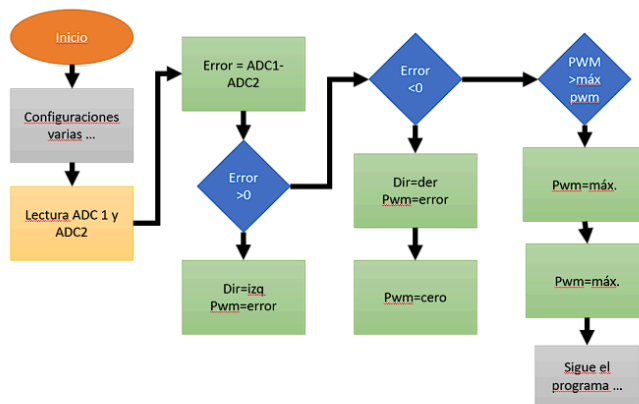 Inicio
Configuraciones
varias ...
Lectura ADC 1 y
ADC2
Error = ADC1-
ADC2
Error
>0
Dir=izq
Pwm=error
Error
<0
Dir=der
Pwm=error
Pwm=cero
PWM
>máx
pwm
Pwm=máx.
Pwm=máx.
Sigue el
programa ...